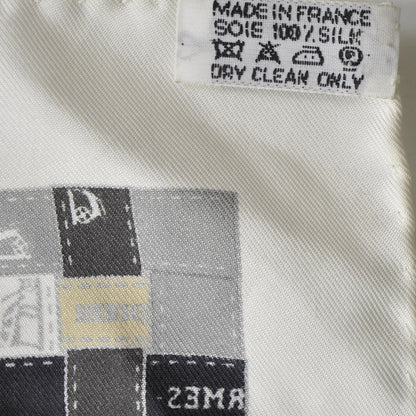 MADE IN FRANCE
SOIE 100% SILK
DRY CLEAN ONLY